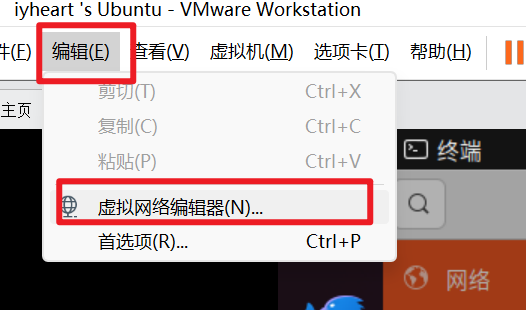 iyheart 's Ubuntu - VMware Workstation
件(F) 编辑(E) 查看(V) 虚拟机(M) 选项卡(T) 帮助(H)
主页
剪切(T) Ctrl+X
复制(C) Ctrl+C
粘贴(P) Ctrl+V
虚拟网络编辑器(N)...
首选项(R)... Ctrl+P
终端
网络